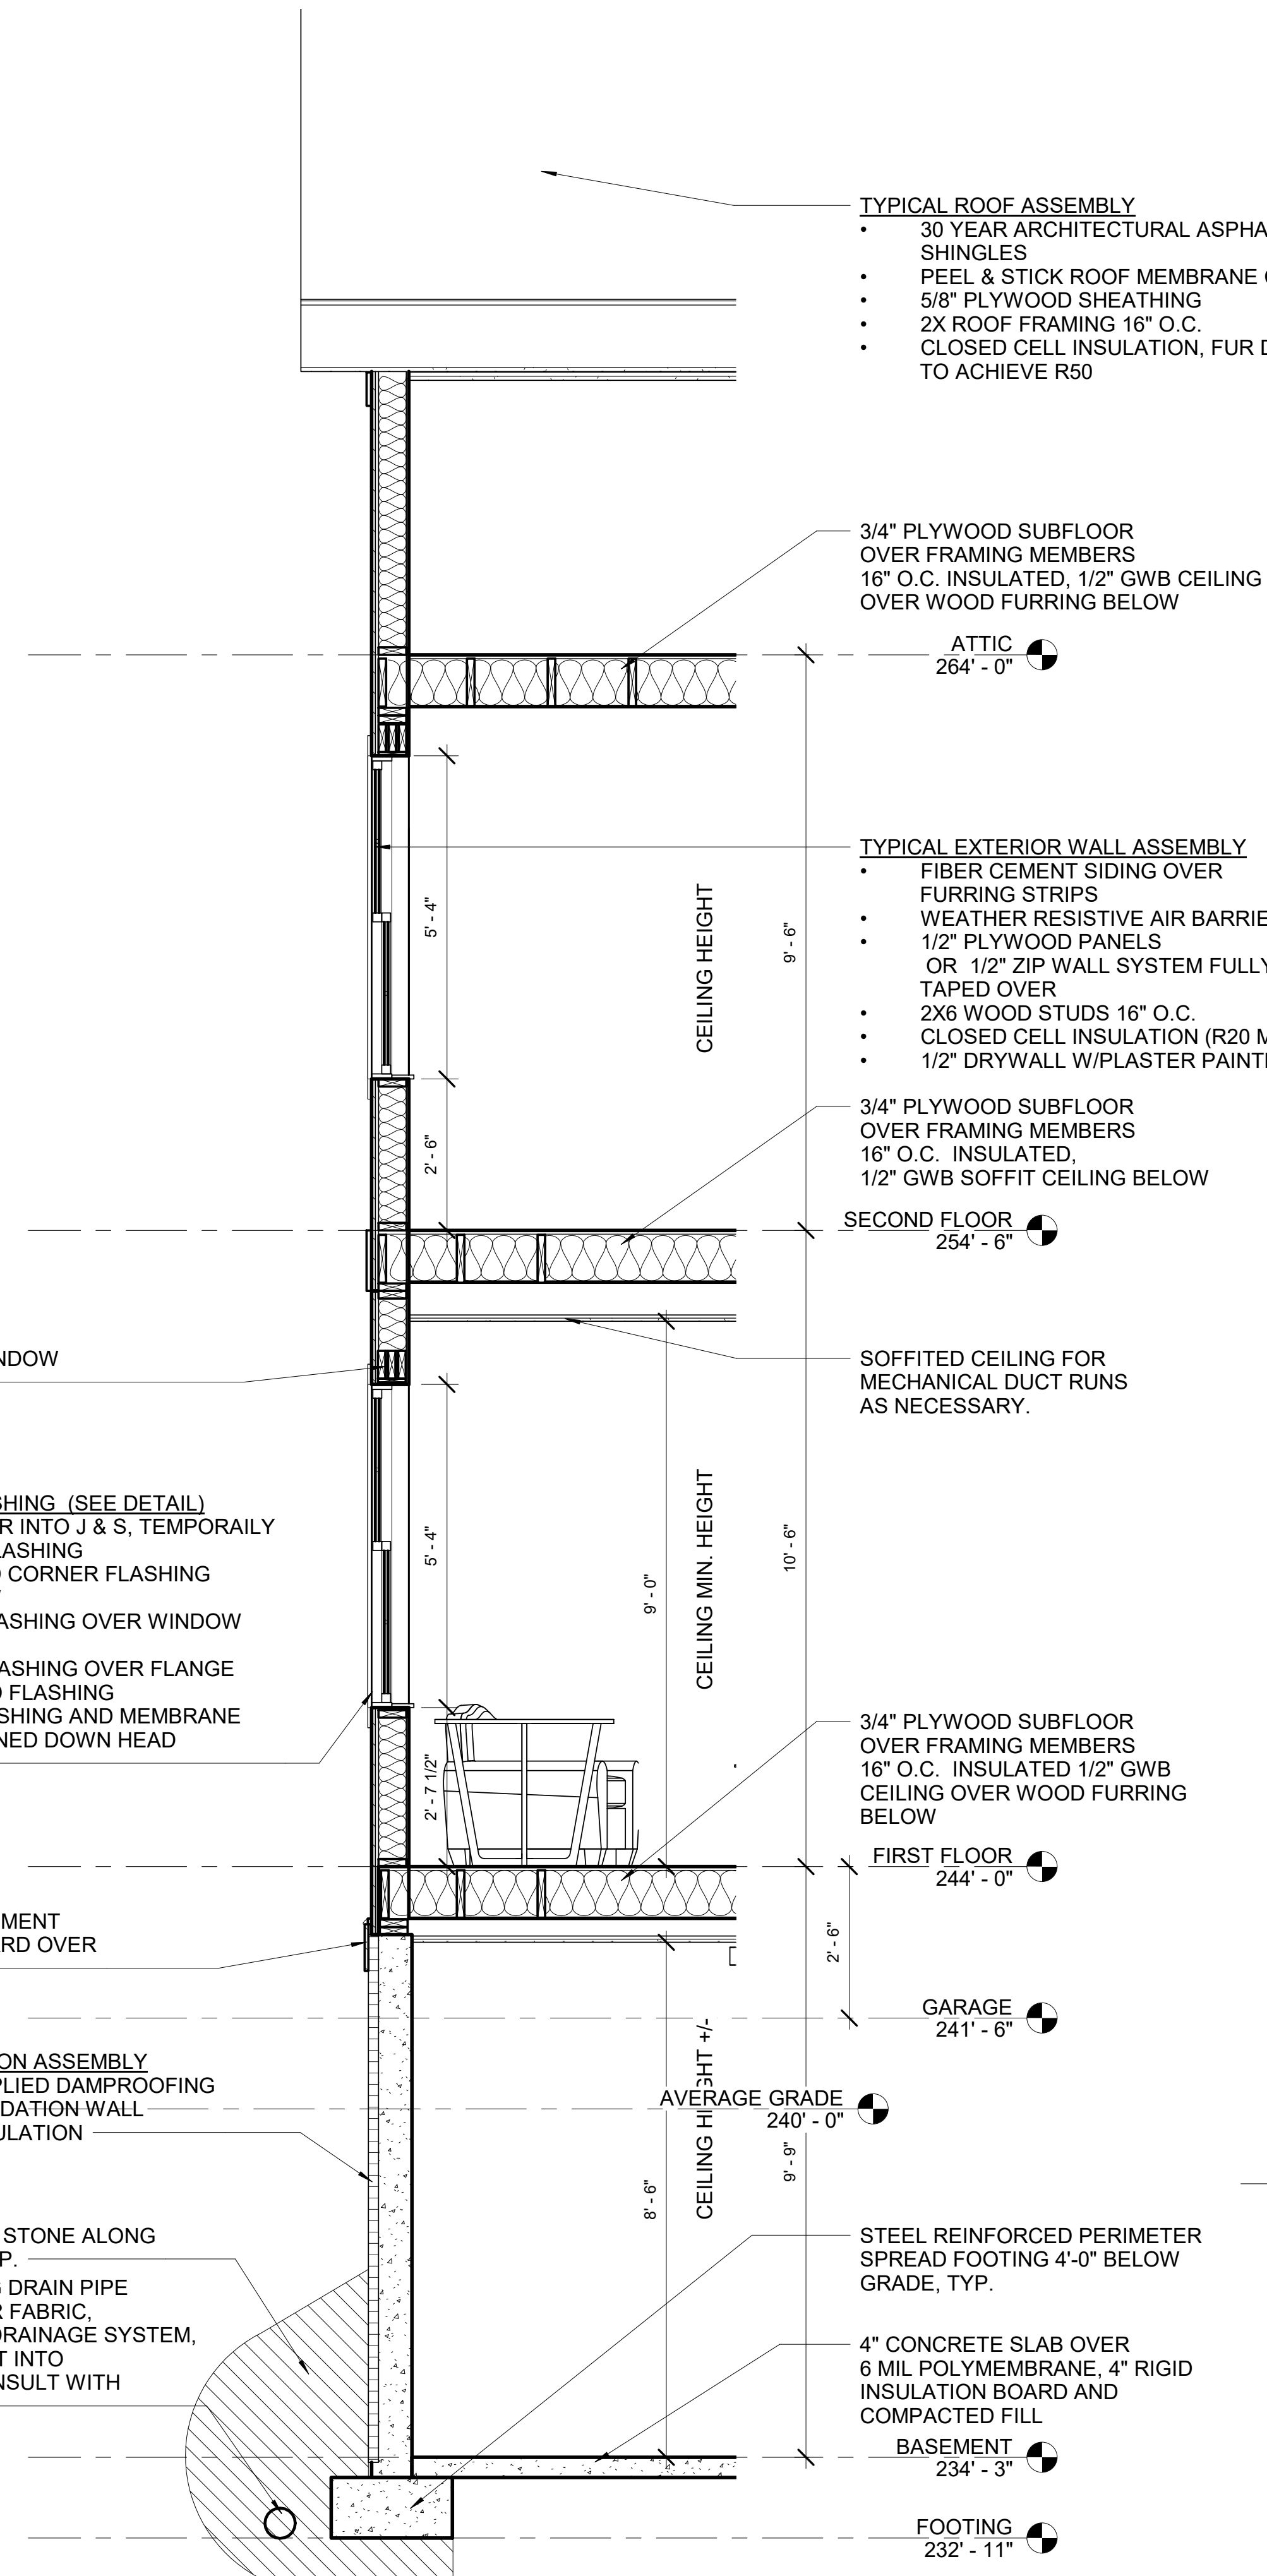 TYPICAL ROOF ASSEMBLY
• 30 YEAR ARCHITECTURAL ASPHA
SHINGLES
• PEEL & STICK ROOF MEMBRANE
• 5/8" PLYWOOD SHEATHING
• 2X ROOF FRAMING 16" O.C.
• CLOSED CELL INSULATION, FUR
TO ACHIEVE R50
3/4" PLYWOOD SUBFLOOR
OVER FRAMING MEMBERS
16" O.C. INSULATED, 1/2" GWB CEILING
OVER WOOD FURRING BELOW
ATTIC
264' - 0"
5' - 4"
CEILING HEIGHT
9' - 6"
TYPICAL EXTERIOR WALL ASSEMBLY
• FIBER CEMENT SIDING OVER
FURRING STRIPS
• WEATHER RESISTIVE AIR BARRIE
• 1/2" PLYWOOD PANELS
OR 1/2" ZIP WALL SYSTEM FULLY
TAPED OVER
• 2X6 WOOD STUDS 16" O.C.
• CLOSED CELL INSULATION (R20 M
• 1/2" DRYWALL W/PLASTER PAINT
2' - 6"
3/4" PLYWOOD SUBFLOOR
OVER FRAMING MEMBERS
16" O.C. INSULATED,
1/2" GWB SOFFIT CEILING BELOW
SECOND FLOOR
254' - 6"
NDOW
SOFFITED CEILING FOR
MECHANICAL DUCT RUNS
AS NECESSARY.
SHING (SEE DETAIL)
R INTO J & S, TEMPORAILY
LASHING
CORNER FLASHING
ASHING OVER WINDOW
ASHING OVER FLANGE
FLASHING
SHING AND MEMBRANE
NED DOWN HEAD
5' - 4"
9' - 0"
CEILING MIN. HEIGHT
10' - 6"
2' - 7 1/2"
3/4" PLYWOOD SUBFLOOR
OVER FRAMING MEMBERS
16" O.C. INSULATED 1/2" GWB
CEILING OVER WOOD FURRING
BELOW
FIRST FLOOR
244' - 0"
EMENT
ARD OVER
2' - 6"
GARAGE
241' - 6"
ON ASSEMBLY
PLIED DAMPROOFING
DATION WALL
ULATION
AVERAGE GRADE
240' - 0"
8' - 6"
CEILING HEIGHT +/-
9' - 9"
STONE ALONG
P.
G DRAIN PIPE
R FABRIC,
DRAINAGE SYSTEM,
T INTO
NSULT WITH
STEEL REINFORCED PERIMETER
SPREAD FOOTING 4'-0" BELOW
GRADE, TYP.
4" CONCRETE SLAB OVER
6 MIL POLYMEMBRANE, 4" RIGID
INSULATION BOARD AND
COMPACTED FILL
BASEMENT
234' - 3"
FOOTING
232' - 11"